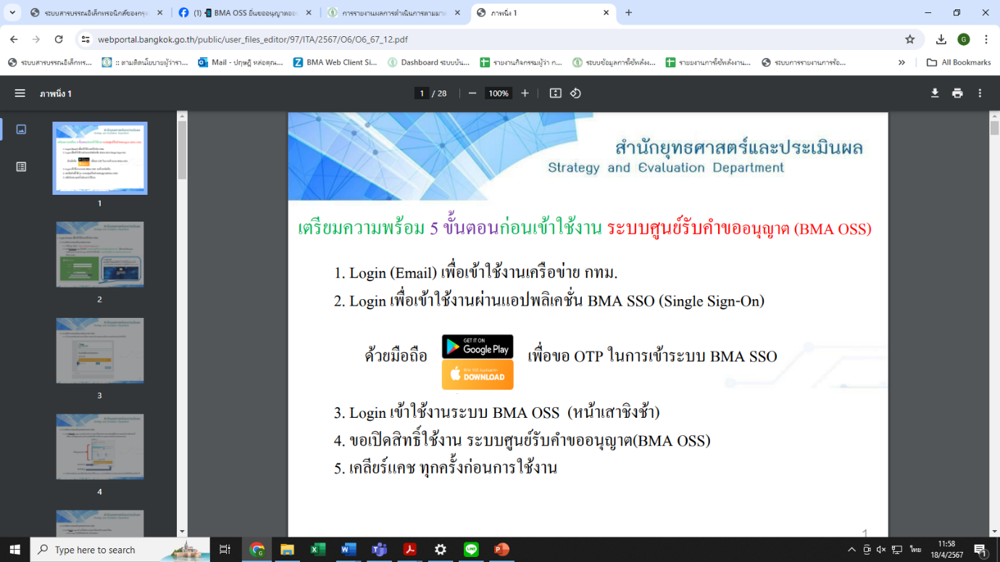 ระบบสารบรรณอิเล็กทรอนิกส์ของกรุง
(1) BMA OSS ยื่นขออนุญาตออน
การรายงานผลการดำเนินการตามมา
ภาพนิ่ง 1
webportal.bangkok.go.th/public/user_files_editor/97/ITA/2567/O6/O6_67_12.pdf
G
ระบบสารบรรณอิเล็กทร...
:: ตามติดนโยบายผู้ว่ารา...
Mail - ปภุษฎี หล่อคุณ...
BMA Web Client Si...
Dashboard ระบบบัน...
รายงานกิจกรรมผู้ว่า ก...
ระบบข้อมูลการใช้พลังง...
รายยงานการใช้พลังงาน...
ระบบการรายงานการร้อ...
All Bookmarks
ภาพนิ่ง 1
1 / 28
100%
1
2
3
4
สำนักยุทธศาสตร์และประเมินผล
Strategy and Evaluation Department
เตรียมความพร้อม 5 ขั้นตอนก่อนเข้าใช้งาน ระบบศูนย์รับคำขออนุญาต (BMA OSS)
1. Login (Email) เพื่อเข้าใช้งานเครือข่าย กทม.
2. Login เพื่อเข้าใช้งานผ่านแอปพลิเคชั่น BMA SSO (Single Sign-On)
ด้วยมือถือ
GET IT ON
Google Play
BMA SSO Application
DOWNLOAD
เพื่อขอ OTP ในการเข้าระบบ BMA SSO
3. Login เข้าใช้งานระบบ BMA OSS (หน้าเสาชิงช้า)
4. ขอเปิดสิทธิ์ใช้งาน ระบบศูนย์รับคำขออนุญาต(BMA OSS)
5. เคลียร์แคช ทุกครั้งก่อนการใช้งาน
1
Type here to search
ไทย
11:58
18/4/2567
1